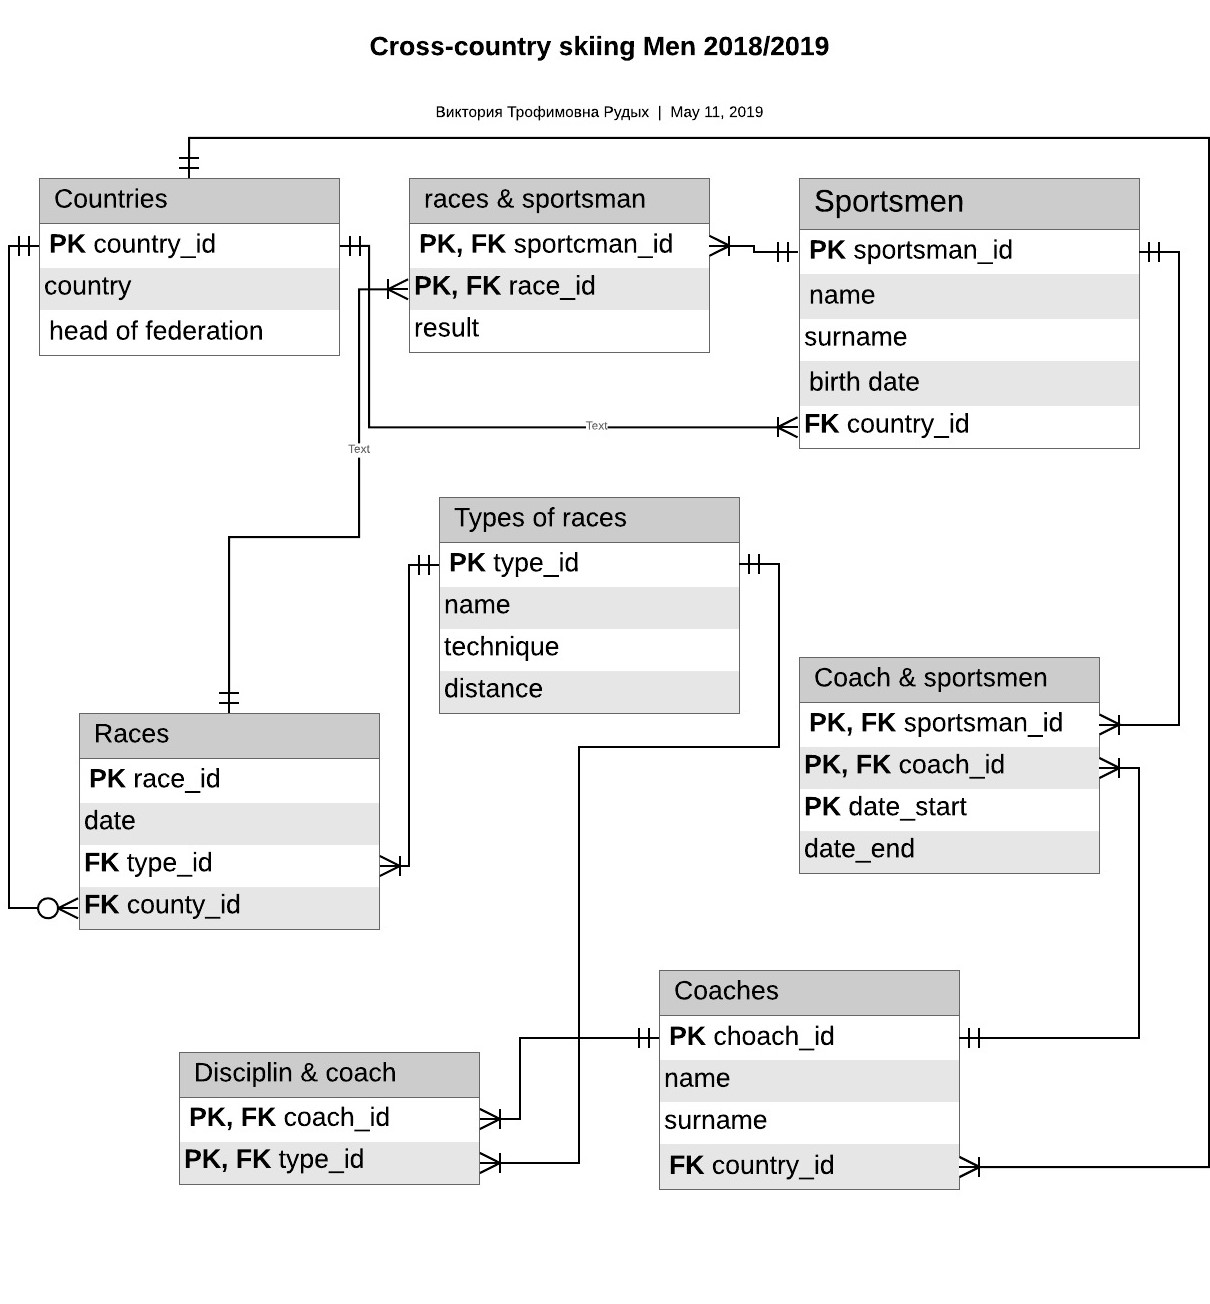 Cross-country skiing Men 2018/2019
Виктория Трофимовна Рудых | May 11, 2019
Countries
PK country_id
country
head of federation
races & sportsman
PK, FK sportcman_id
PK, FK race_id
result
Sportsmen
PK sportsman_id
name
surname
birth date
FK country_id
Text
Text
Types of races
PK type_id
name
technique
distance
Coach & sportsmen
PK, FK sportsman_id
PK, FK coach_id
PK date_start
date_end
Races
PK race_id
date
FK type_id
FK county_id
Coaches
PK choach_id
name
surname
FK country_id
Disciplin & coach
PK, FK coach_id
PK, FK type_id